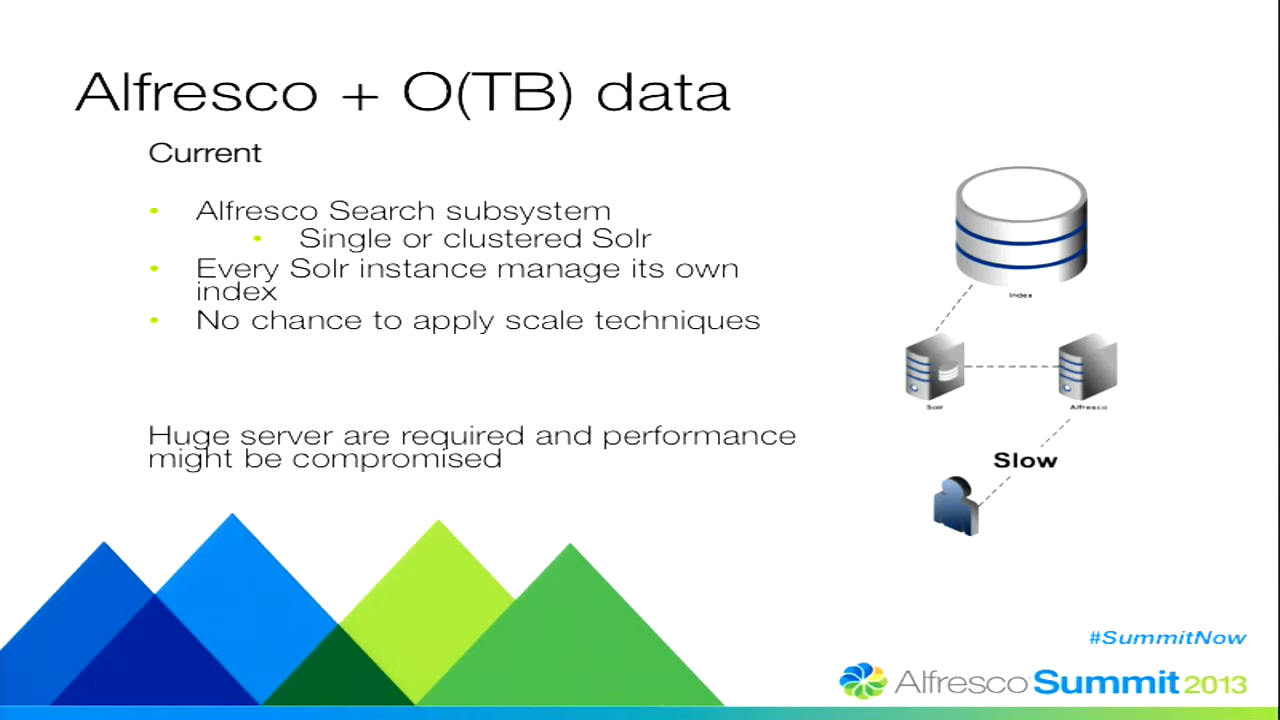 Alfresco + O(TB) data
Current
• Alfresco Search subsystem
• Single or clustered Solr
• Every Solr instance manage its own
index
• No chance to apply scale techniques
Huge server are required and performance
might be compromised
Index
Solr
Alfresco
Slow
#SummitNow
Alfresco Summit 2013